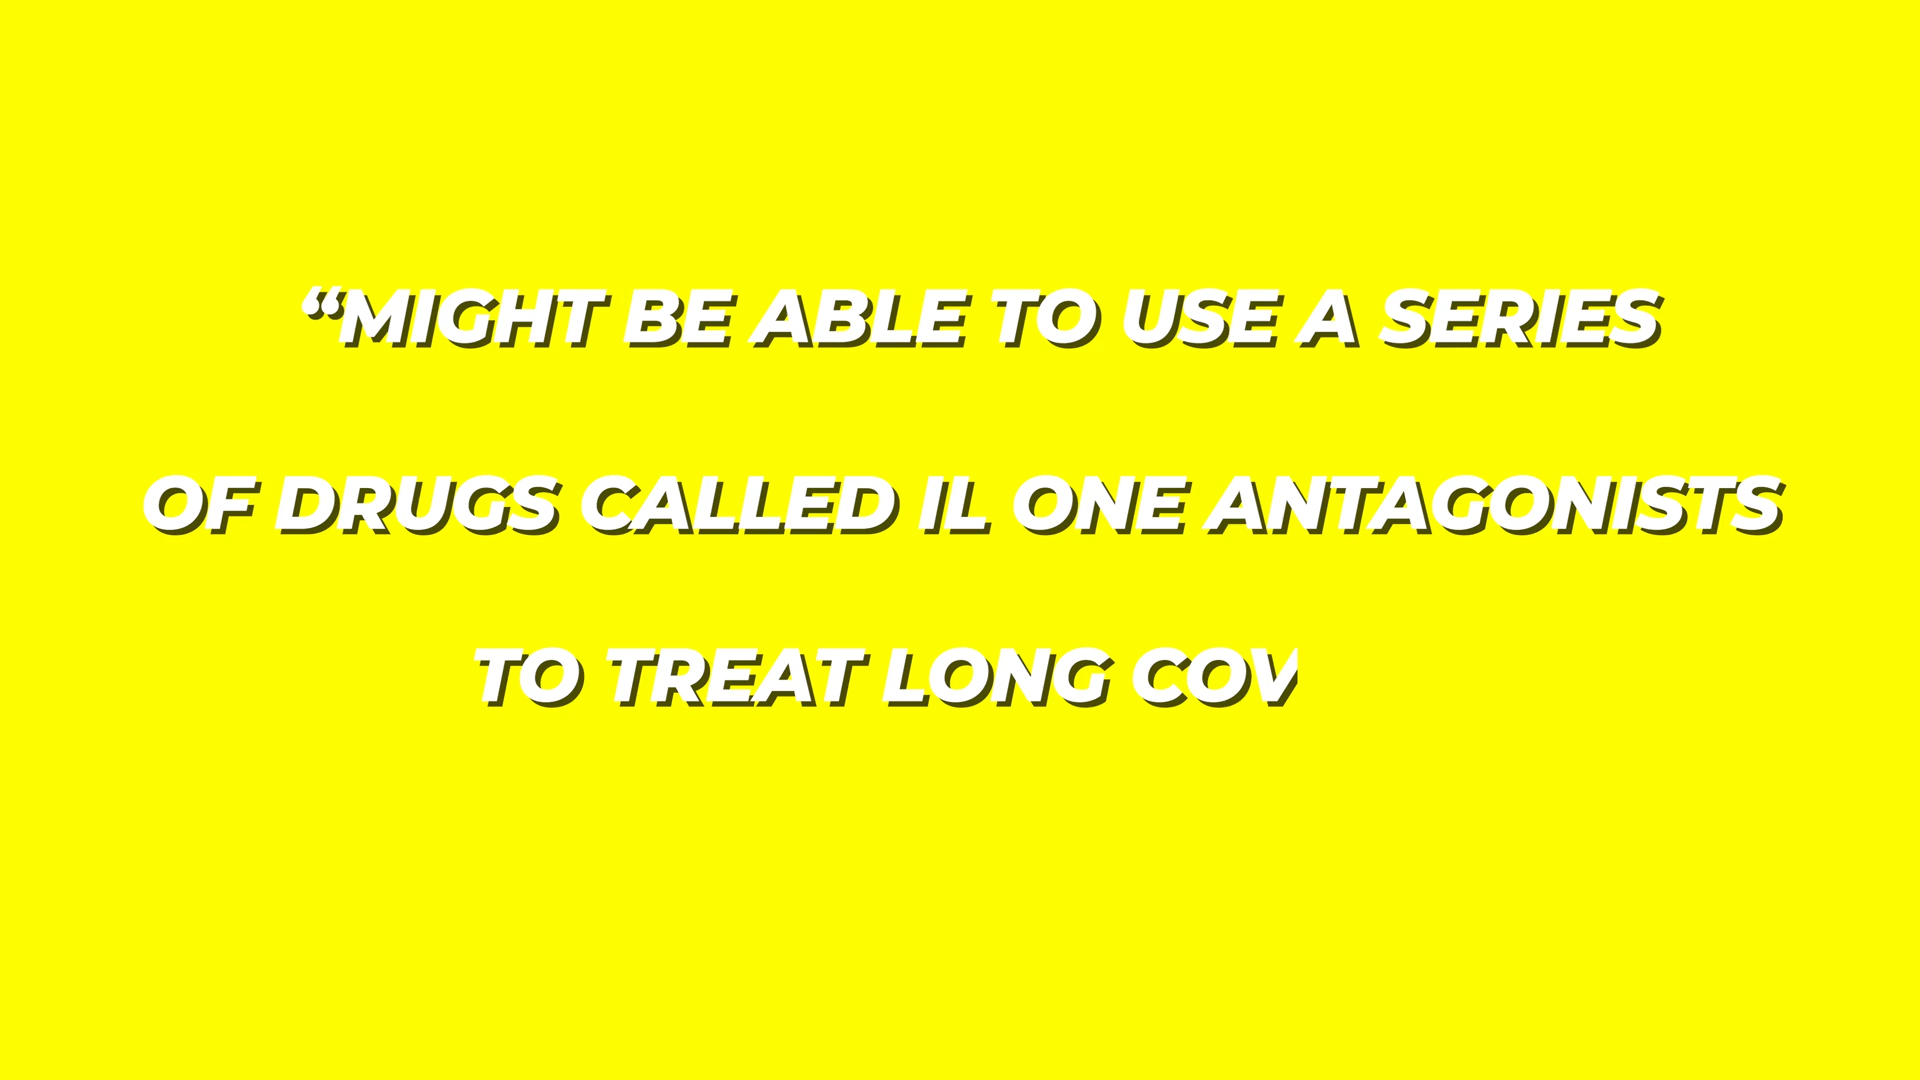 “MIGHT BE ABLE TO USE A SERIES
OF DRUGS CALLED IL ONE ANTAGONISTS
TO TREAT LONG COV